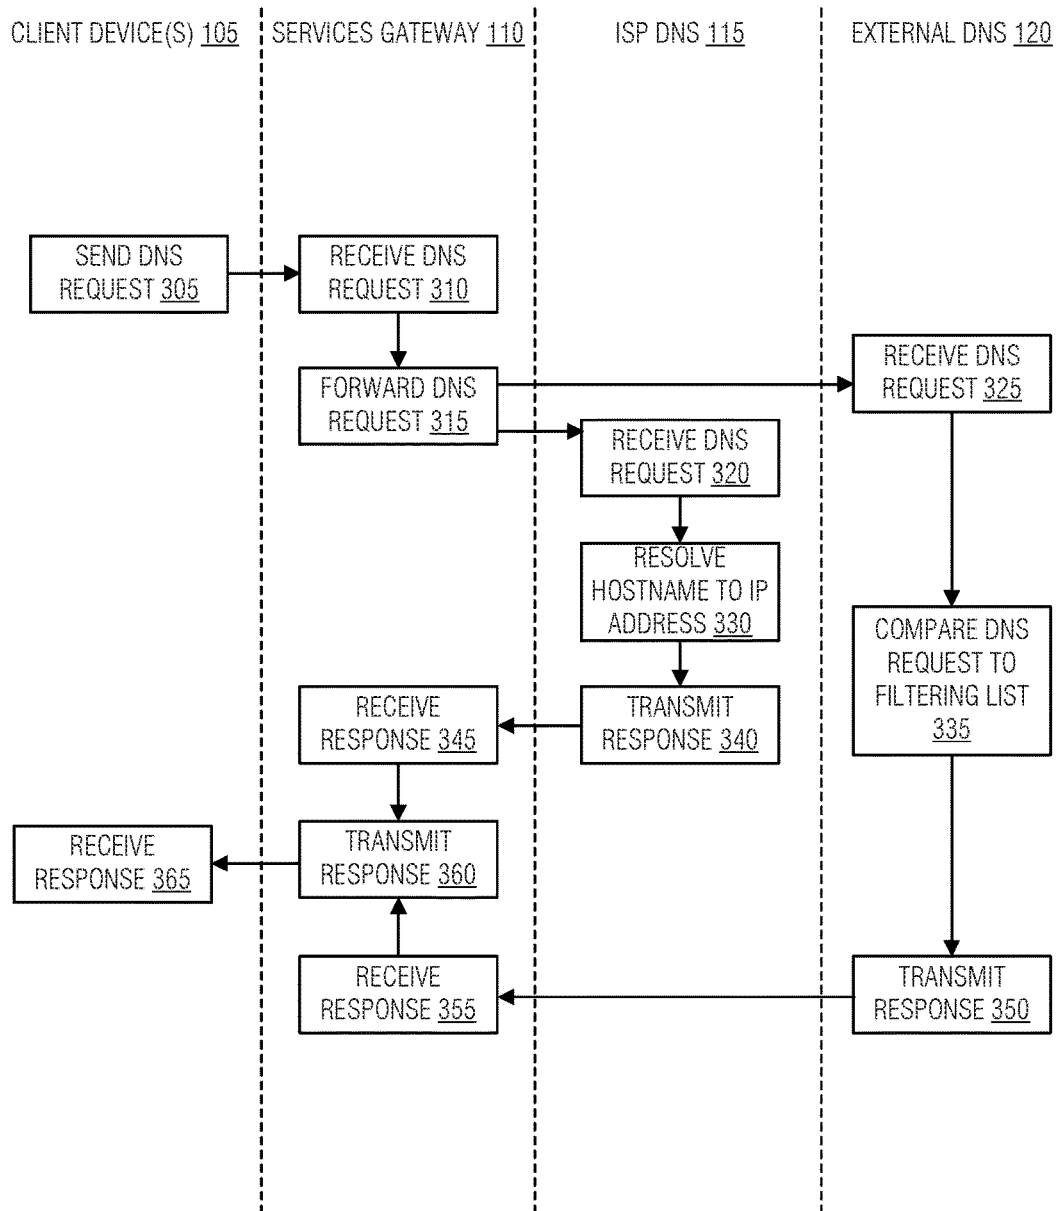 CLIENT DEVICE(S) 105
SERVICES GATEWAY 110
ISP DNS 115
EXTERNAL DNS 120
SEND DNS
REQUEST 305
RECEIVE DNS
REQUEST 310
FORWARD DNS
REQUEST 315
RECEIVE DNS
REQUEST 325
RECEIVE DNS
REQUEST 320
RESOLVE
HOSTNAME TO IP
ADDRESS 330
COMPARE DNS
REQUEST TO
FILTERING LIST
335
TRANSMIT
RESPONSE 340
RECEIVE
RESPONSE 345
TRANSMIT
RESPONSE 360
RECEIVE
RESPONSE 365
RECEIVE
RESPONSE 355
TRANSMIT
RESPONSE 350